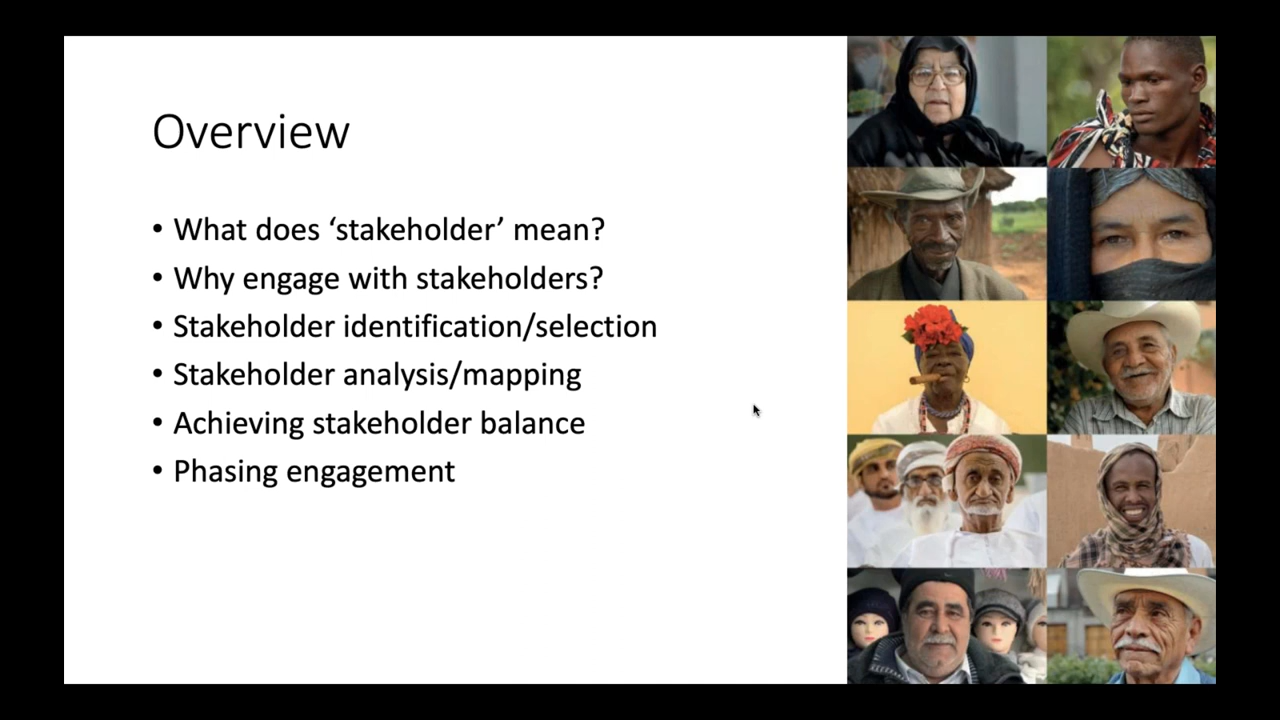 Overview
• What does ‘stakeholder’ mean?
• Why engage with stakeholders?
• Stakeholder identification/selection
• Stakeholder analysis/mapping
• Achieving stakeholder balance
• Phasing engagement